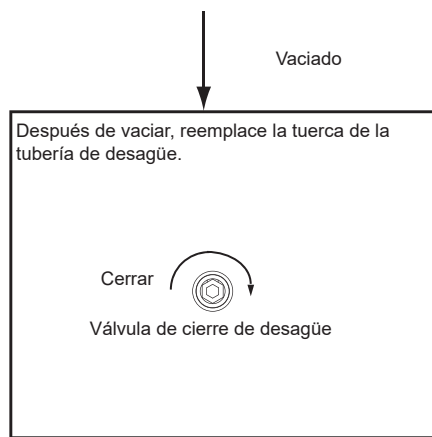 Vaciado
Después de vaciar, reemplace la tuerca de la
tubería de desagüe.
Cerrar
Válvula de cierre de desagüe